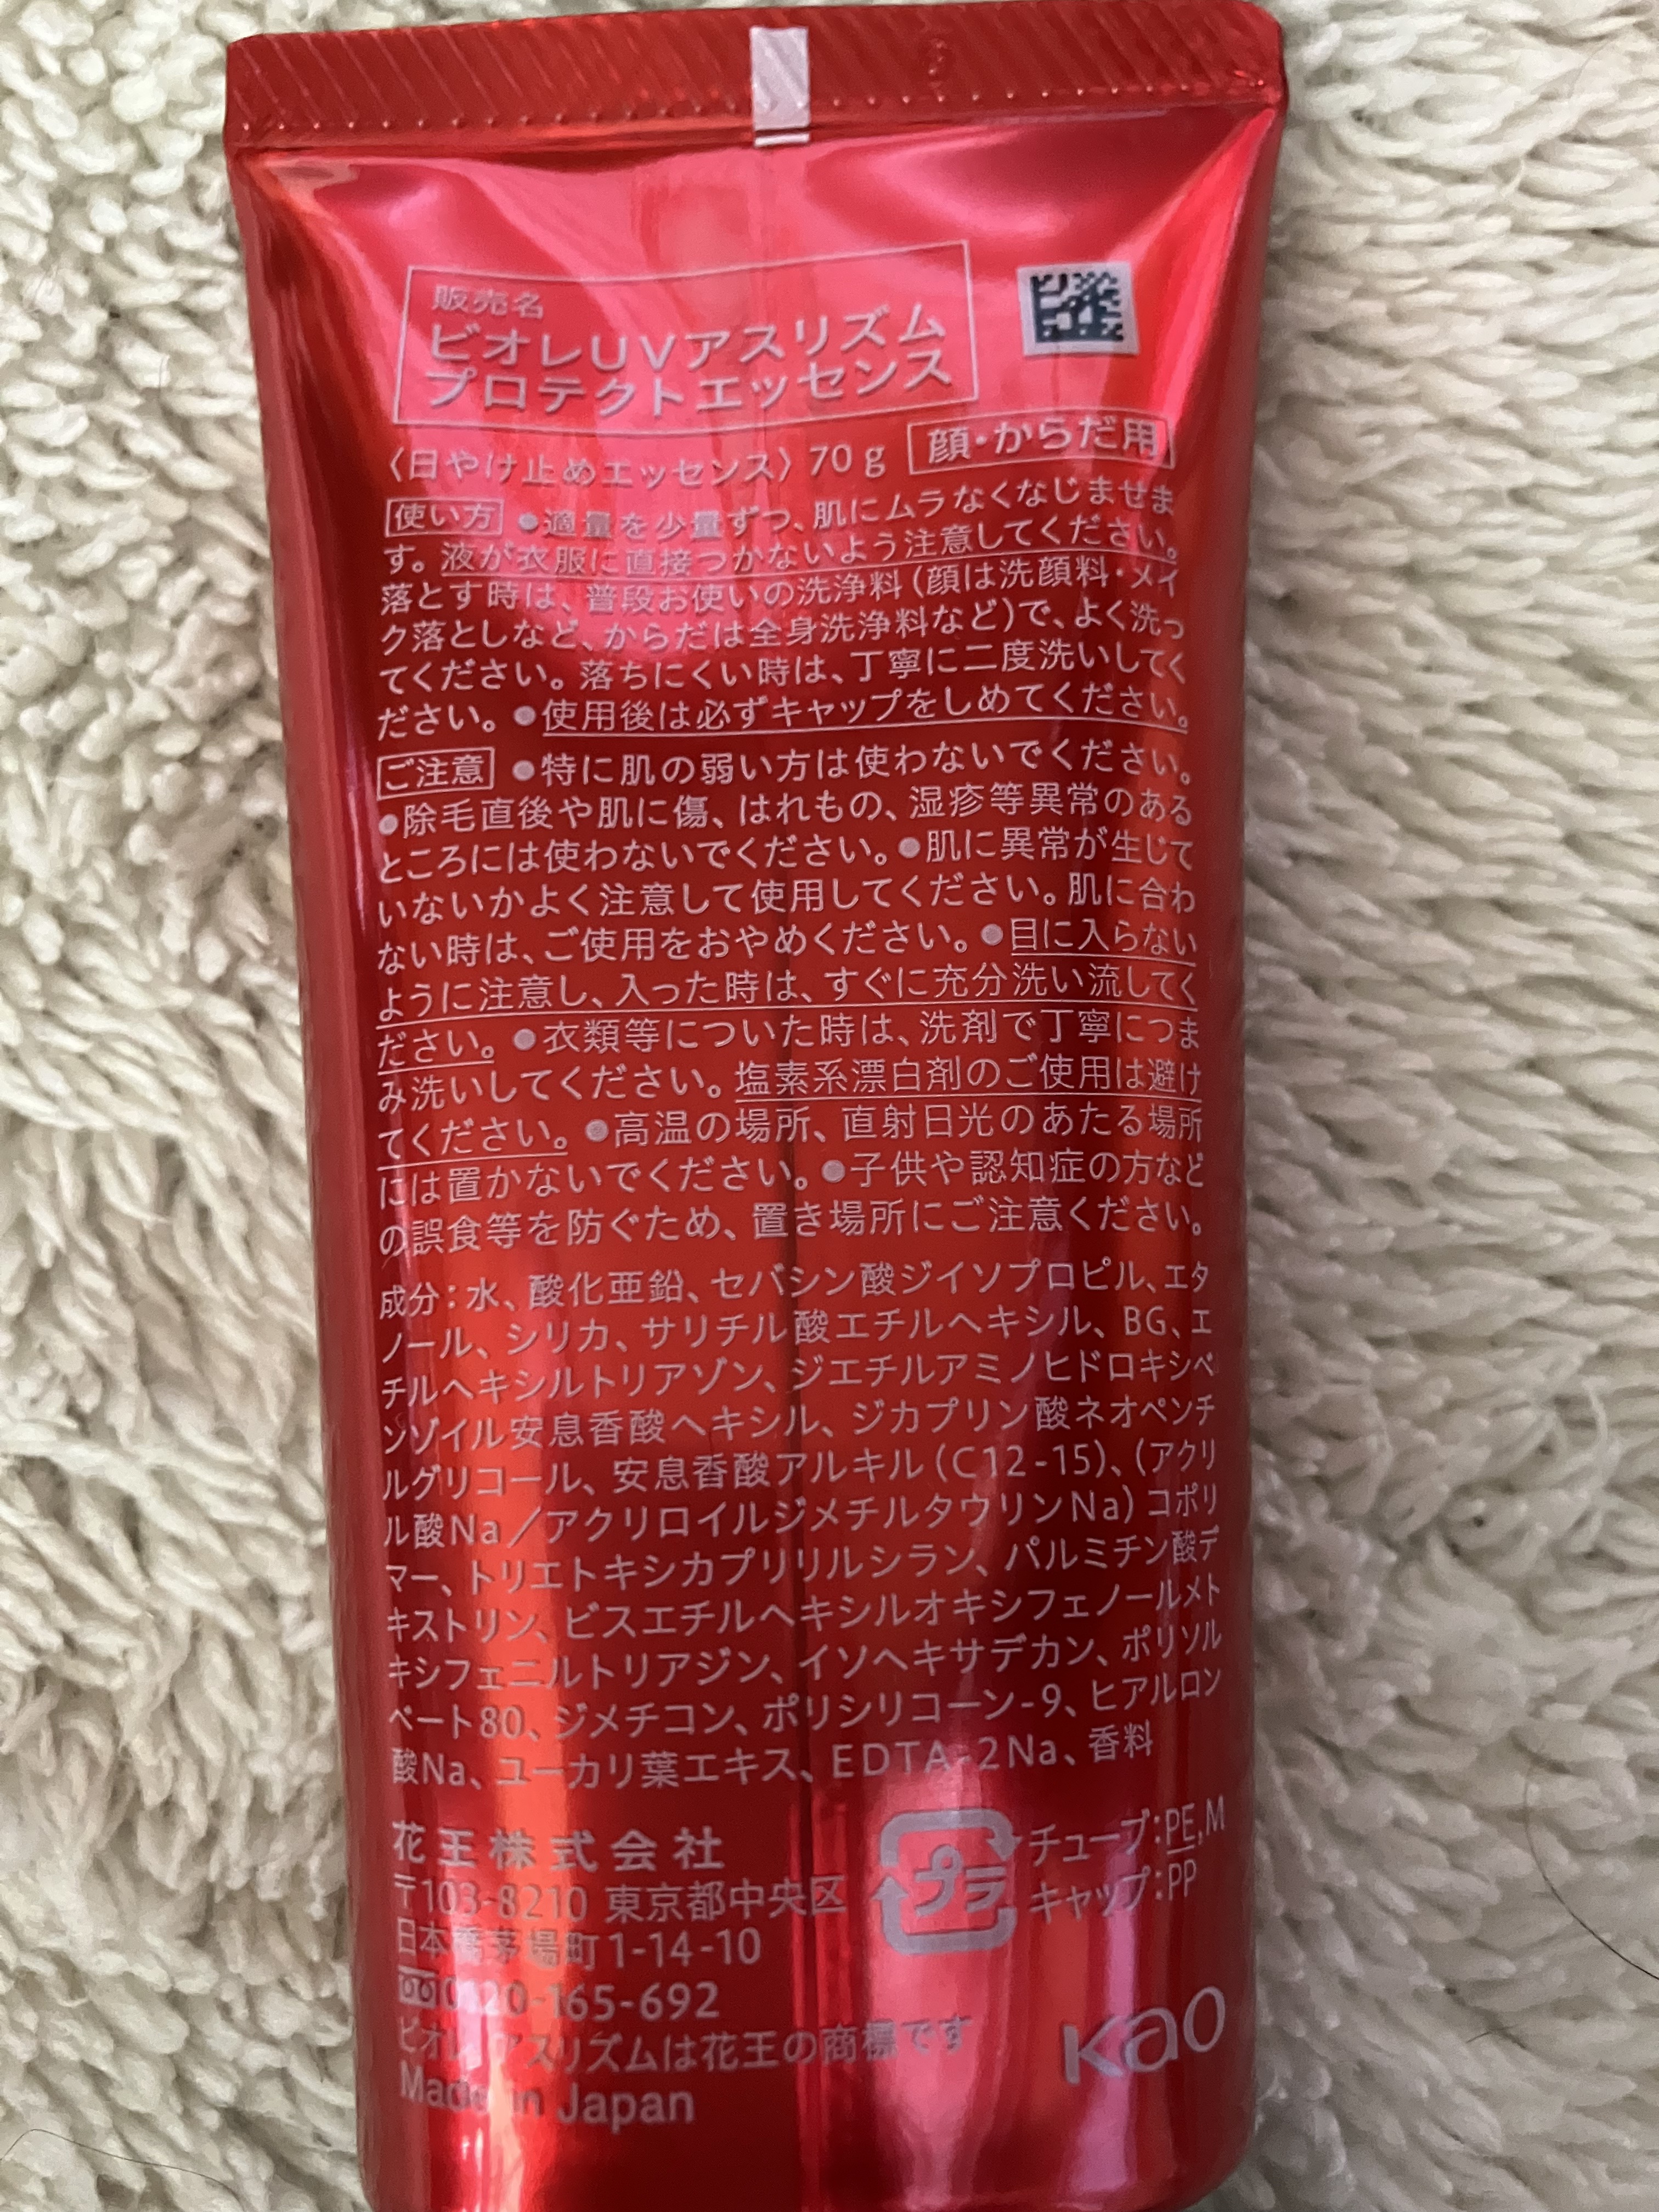 販売名
ビオレUVアスリズム
プロテクトエッセンス
〈日やけ止めエッセンス〉70g 顔・からだ用
使い方 ●適量を少量ずつ、肌にムラなくなじませま
す。液が衣服に直接つかないよう注意してください。
落とす時は、普段お使いの洗浄料(顔は洗顔料・メイ
ク落としなど、からだは全身洗浄料など)で、よく洗っ
てください。落ちにくい時は、丁寧に二度洗いしてく
ださい。●使用後は必ずキャップをしめてください。
ご注意 ●特に肌の弱い方は使わないでください。
●除毛直後や肌に傷、はれもの、湿疹等異常のある
ところには使わないでください。●肌に異常が生じて
いないかよく注意して使用してください。肌に合わ
ない時は、ご使用をおやめください。●目に入らない
ように注意し、入った時は、すぐに充分洗い流してく
ださい。●衣類等についた時は、洗剤で丁寧につま
み洗いしてください。塩素系漂白剤のご使用は避け
てください。●高温の場所、直射日光のあたる場所
には置かないでください。●子供や認知症の方など
の誤食等を防ぐため、置き場所にご注意ください。
成分:水、酸化亜鉛、セバシン酸ジイソプロピル、エタ
ノール、シリカ、サリチル酸エチルヘキシル、BG、エ
チルヘキシルトリアゾン、ジエチルアミノヒドロキシベ
ンゾイル安息香酸ヘキシル、ジカプリン酸ネオペンチ
ルグリコール、安息香酸アルキル(C12-15)、(アクリ
ル酸Na/アクリロイルジメチルタウリンNa)コポリ
マー、トリエトキシカプリリルシラン、パルミチン酸デ
キストリン、ビスエチルヘキシルオキシフェノールメト
キシフェニルトリアジン、イソヘキサデカン、ポリソル
ベート80、ジメチコン、ポリシリコーン-9、ヒアルロン
酸Na、ユーカリ葉エキス、EDTA-2Na、香料
花王株式会社
〒103-8210 東京都中央区
日本橋茅場町1-14-10
0120-165-692
ビオレ アスリズムは花王の商標です
Made in Japan
プラ
チューブ:PE,M
キャップ:PP
Kao